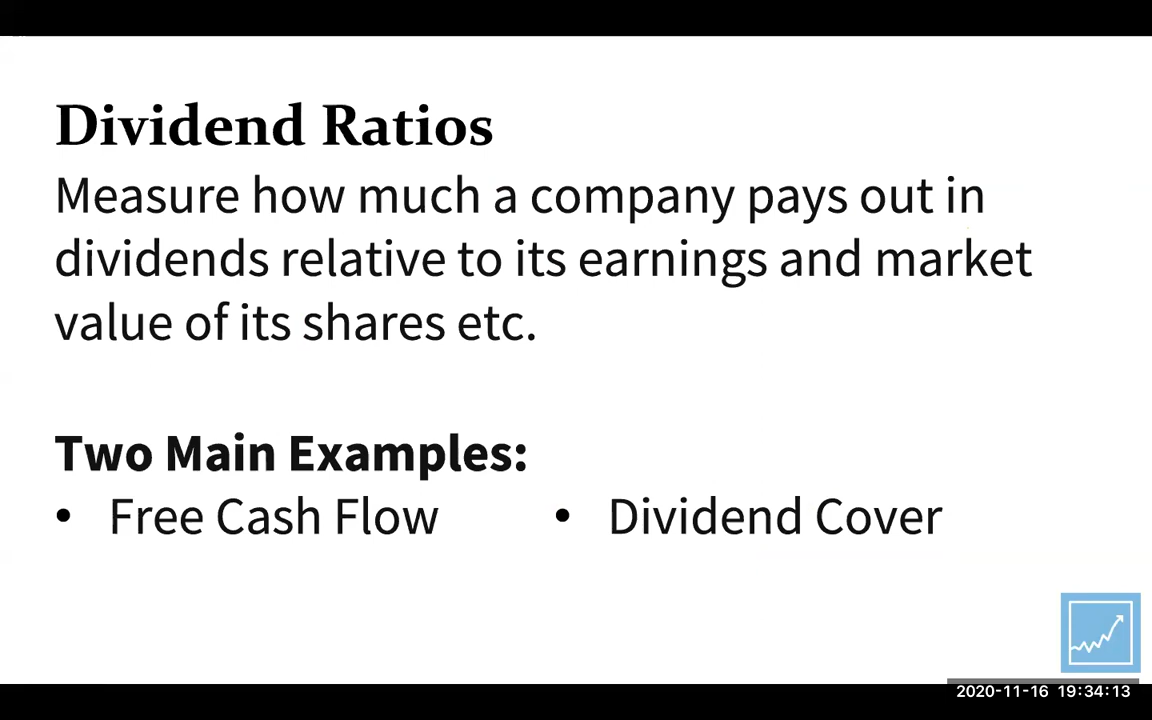 Dividend Ratios
Measure how much a company pays out in
dividends relative to its earnings and market
value of its shares etc.
Two Main Examples:
• Free Cash Flow • Dividend Cover
2020-11-16 19:34:13